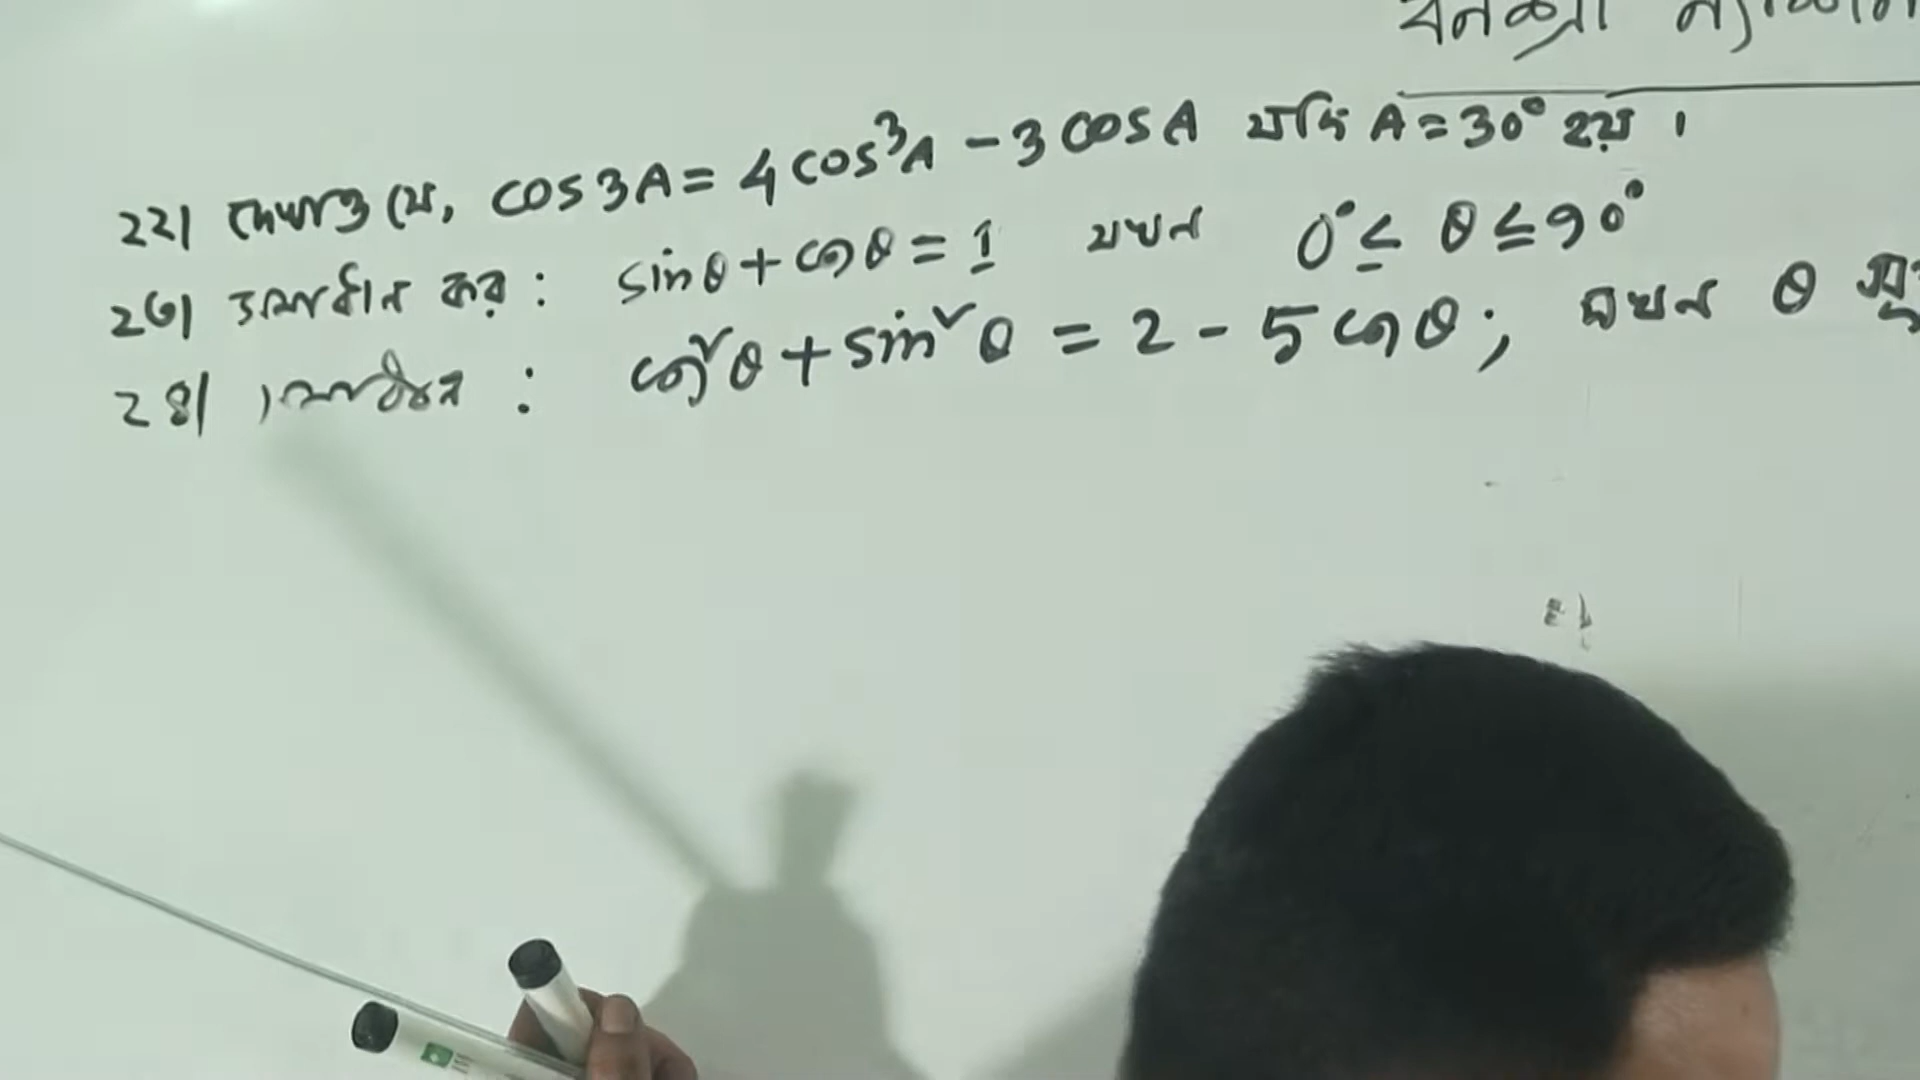 ২২। দেখাও যে, cos3A = 4cos³A - 3cosA যদি A = 30° হয়।
২৩। সমাধান কর : sinθ + cosθ = 1 যখন 0° ≤ θ ≤ 90°
২৪। : cos²θ + sin²θ = 2 - 5cosθ; যখন θ